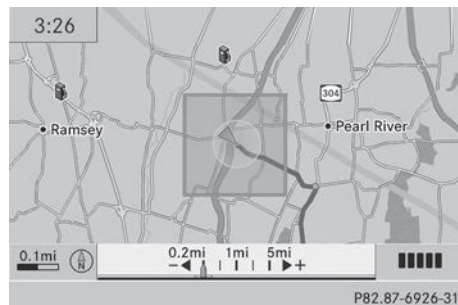 3:26
304
Ramsey
Pearl River
0.1mi
N
0.2mi 1mi 5mi
- +
P82.87-6926-31